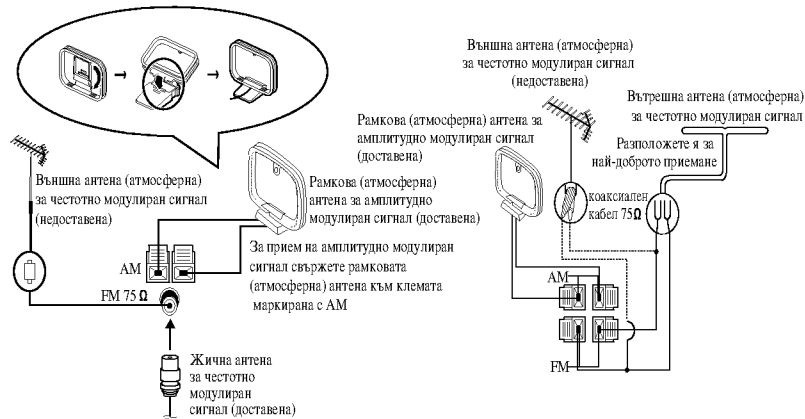 Външна антена (атмосферна)
за честотно модулиран сигнал
(недоставена)
Рамкова (атмосферна)
антена за амплитудно
модулиран сигнал (доставена)
За прием на амплитудно модулиран
сигнал свържете рамковата
(атмосферна) антена към клемата
маркирана с AM
AM
FM 75 Ω
Жична антена
за честотно
модулиран
сигнал (доставена)
Външна антена (атмосферна)
за честотно модулиран сигнал
(недоставена)
Рамкова (атмосферна) антена за
амплитудно модулиран сигнал
(доставена)
Вътрешна антена (атмосферна)
за честотно модулиран сигнал
Разположете я за
най-доброто приемане
коаксиален
кабел 75Ω
AM
FM